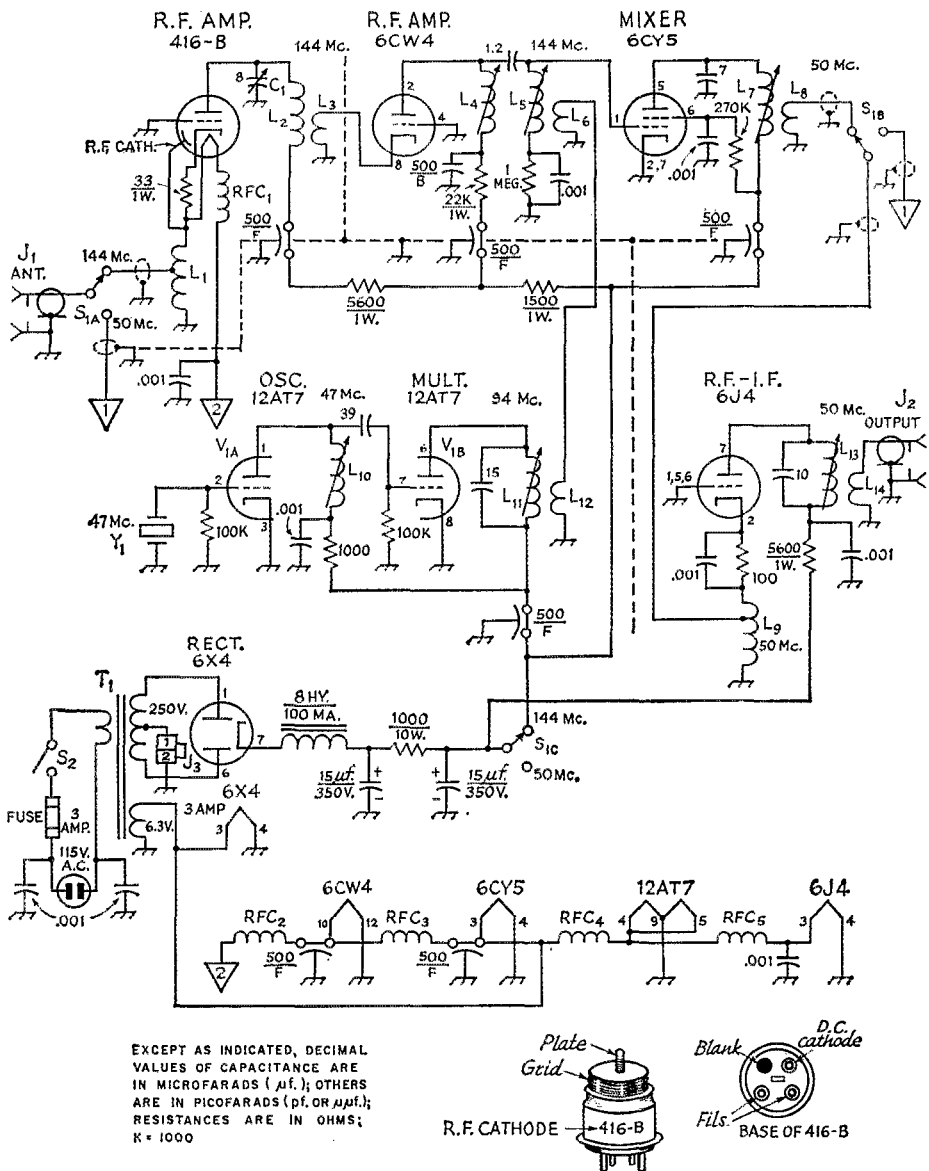 R.F. AMP.
416-B
R.F. AMP.
6CW4
MIXER
6CY5
144 Mc.
1.2
144 Mc.
50 Mc.
8
C1
L2
L3
2
4
8
L4
L5
L6
5
7
1
6
2,7
270K
.001
L7
L8
S1B
1
R.F. CATH.
33
1W.
RFC1
500
B
22K
1W.
1
MEG.
.001
500
F
500
F
500
F
J1
ANT.
144 Mc.
S1A
50 Mc.
L1
5600
1W.
1500
1W.
.001
1
2
OSC.
12AT7
47 Mc.
39
MULT.
12AT7
94 Mc.
R.F.-I.F.
6J4
50 Mc.
J2
OUTPUT
V1A
1
2
3
L10
V1B
6
7
8
15
L11
L12
7
1,5,6
2
10
L13
L14
47 Mc.
Y1
100K
.001
1000
100K
.001
100
5600
1W.
.001
500
F
L9
50 Mc.
RECT.
6X4
T1
250V.
1
2
J3
1
7
6
8 HY.
100 MA.
1000
10W.
144 Mc.
S1C
50 Mc.
S2
15 µf.
350V.
+
-
+
-
15 µf.
350V.
6X4
3 AMP
3
4
6.3V.
FUSE
3
AMP.
115V.
A.C.
.001
6CW4
6CY5
12AT7
6J4
RFC2
10
12
RFC3
3
4
RFC4
4
9
5
RFC5
3
4
2
500
F
500
F
.001
EXCEPT AS INDICATED, DECIMAL
VALUES OF CAPACITANCE ARE
IN MICROFARADS (µf.); OTHERS
ARE IN PICOFARADS (pf. OR µµf.);
RESISTANCES ARE IN OHMS;
K = 1000
Plate
Grid
R.F. CATHODE
416-B
Blank
D.C.
cathode
Fils.
BASE OF 416-B